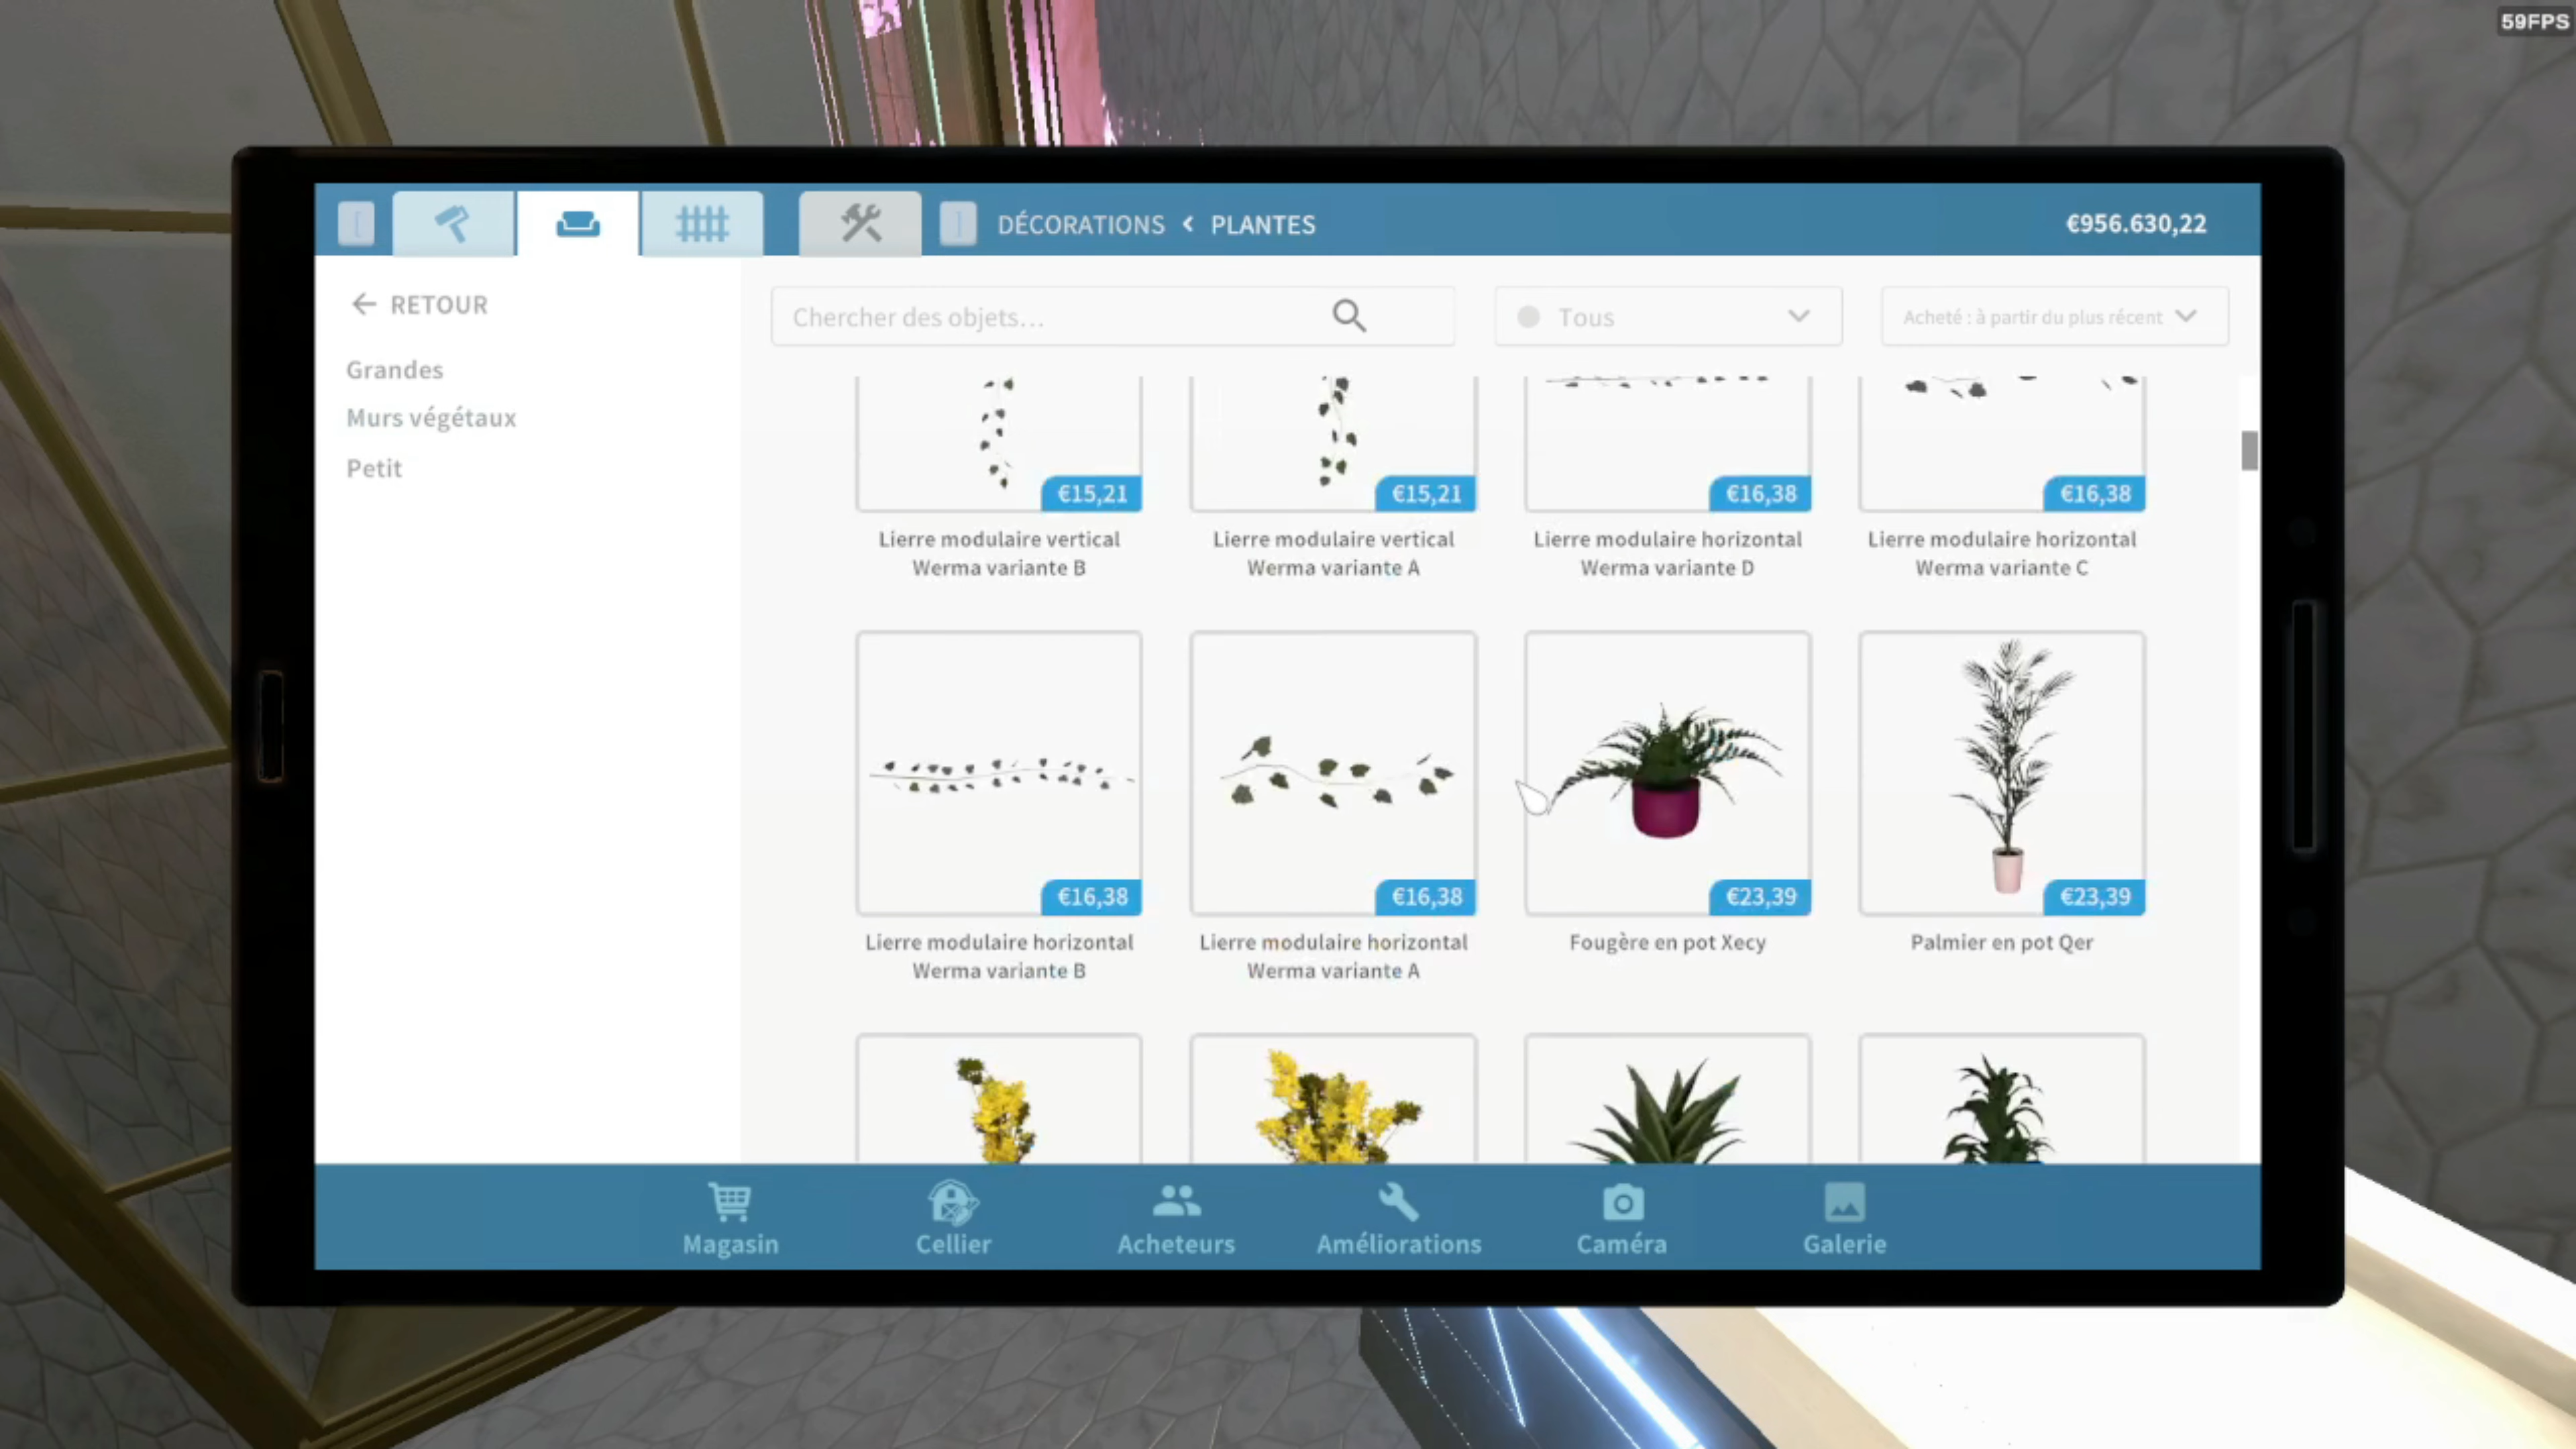 59FPS
[
]
DÉCORATIONS < PLANTES
€956.630,22
← RETOUR
Grandes
Murs végétaux
Petit
Chercher des objets...
Tous
Acheté : à partir du plus récent
€15,21
€15,21
€16,38
€16,38
Lierre modulaire vertical
Werma variante B
Lierre modulaire vertical
Werma variante A
Lierre modulaire horizontal
Werma variante D
Lierre modulaire horizontal
Werma variante C
€16,38
€16,38
€23,39
€23,39
Lierre modulaire horizontal
Werma variante B
Lierre modulaire horizontal
Werma variante A
Fougère en pot Xecy
Palmier en pot Qer
Magasin
Cellier
Acheteurs
Améliorations
Caméra
Galerie